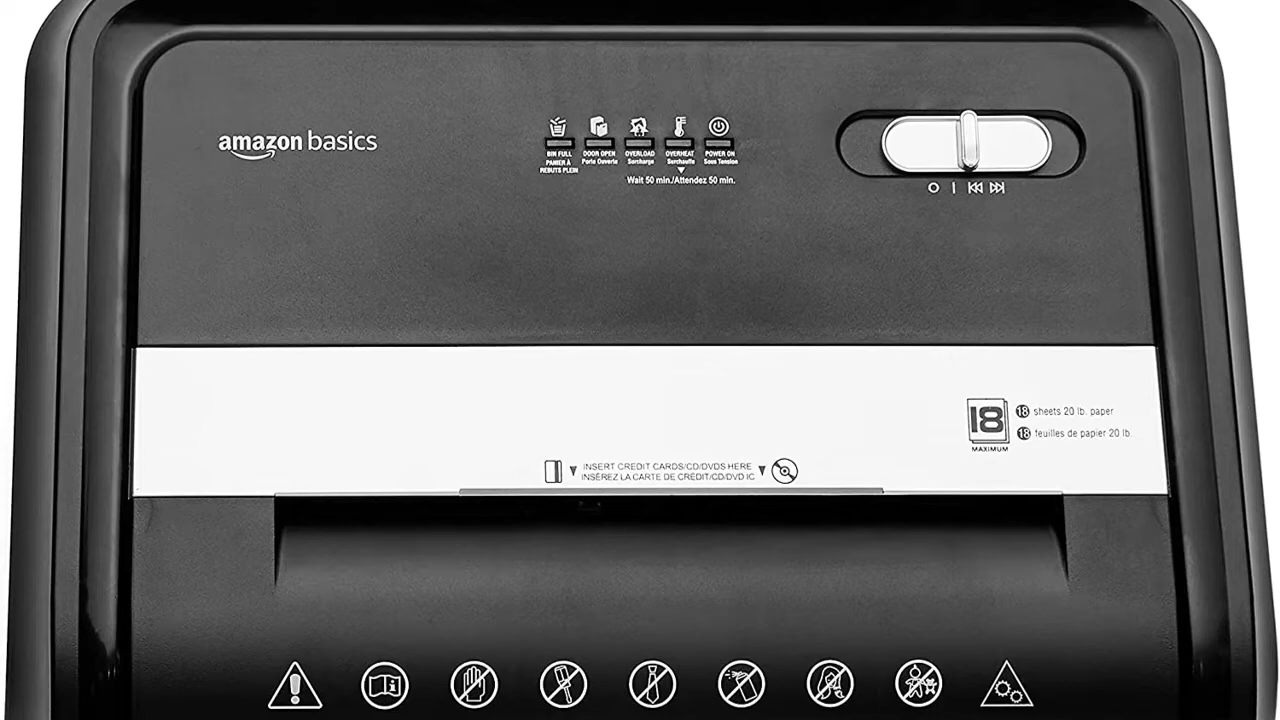 amazon basics
BIN FULL
PANIER À
REBUTS PLEIN
DOOR OPEN
Porte Ouverte
OVERLOAD
Surcharge
OVERHEAT
Surchauffe
POWER ON
Sous Tension
Wait 50 min./Attendez 50 min.
18
MAXIMUM
18 sheets 20 lb. paper
18 feuilles de papier 20 lb.
INSERT CREDIT CARDS/CD/DVDS HERE
INSÉREZ LA CARTE DE CRÉDIT/CD/DVD IC